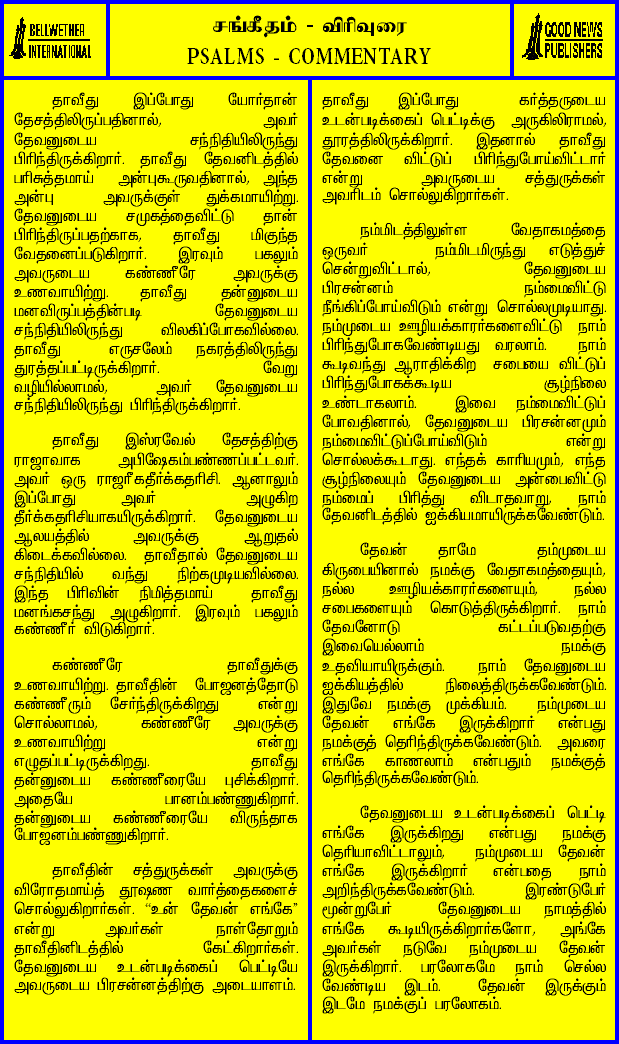 BELLWETHER
INTERNATIONAL
சங்கீதம் - விரிவுரை
PSALMS - COMMENTARY
GOOD NEWS
PUBLISHERS
தாவீது இப்போது யோர்தான்
தேசத்திலிருப்பதினால், அவர்
தேவனுடைய சந்நிதியிலிருந்து
பிரிந்திருக்கிறார். தாவீது தேவனிடத்தில்
பரிசுத்தமாய் அன்புகூருவதினால், அந்த
அன்பு அவருக்குள் துக்கமாயிற்று.
தேவனுடைய சமுகத்தைவிட்டு தான்
பிரிந்திருப்பதற்காக, தாவீது மிகுந்த
வேதனைப்படுகிறார். இரவும் பகலும்
அவருடைய கண்ணீரே அவருக்கு
உணவாயிற்று. தாவீது தன்னுடைய
மனவிருப்பத்தின்படி தேவனுடைய
சந்நிதியிலிருந்து விலகிப்போகவில்லை.
தாவீது எருசலேம் நகரத்திலிருந்து
துரத்தப்பட்டிருக்கிறார். வேறு
வழியில்லாமல், அவர் தேவனுடைய
சந்நிதியிலிருந்து பிரிந்திருக்கிறார்.
தாவீது இஸ்ரவேல் தேசத்திற்கு
ராஜாவாக அபிஷேகம்பண்ணப்பட்டவர்.
அவர் ஒரு ராஜரீகதீர்க்கதரிசி. ஆனாலும்
இப்போது அவர் அழுகிற
தீர்க்கதரிசியாகயிருக்கிறார். தேவனுடைய
ஆலயத்தில் அவருக்கு ஆறுதல்
கிடைக்கவில்லை. தாவீதால் தேவனுடைய
சந்நிதியில் வந்து நிற்கமுடியவில்லை.
இந்த பிரிவின் நிமித்தமாய் தாவீது
மனங்கசந்து அழுகிறார். இரவும் பகலும்
கண்ணீர் விடுகிறார்.
கண்ணீரே தாவீதுக்கு
உணவாயிற்று. தாவீதின் போஜனத்தோடு
கண்ணீரும் சேர்ந்திருக்கிறது என்று
சொல்லாமல், கண்ணீரே அவருக்கு
உணவாயிற்று என்று
எழுதப்பட்டிருக்கிறது. தாவீது
தன்னுடைய கண்ணீரையே புசிக்கிறார்.
அதையே பானம்பண்ணுகிறார்.
தன்னுடைய கண்ணீரையே விருந்தாக
போஜனம்பண்ணுகிறார்.
தாவீதின் சத்துருக்கள் அவருக்கு
விரோதமாய்த் தூஷண வார்த்தைகளைச்
சொல்லுகிறார்கள். “உன் தேவன் எங்கே”
என்று அவர்கள் நாள்தோறும்
தாவீதினிடத்தில் கேட்கிறார்கள்.
தேவனுடைய உடன்படிக்கைப் பெட்டியே
அவருடைய பிரசன்னத்திற்கு அடையாளம்.
தாவீது இப்போது கர்த்தருடைய
உடன்படிக்கைப் பெட்டிக்கு அருகிலிராமல்,
தூரத்திலிருக்கிறார். இதனால் தாவீது
தேவனை விட்டுப் பிரிந்துபோய்விட்டார்
என்று அவருடைய சத்துருக்கள்
அவரிடம் சொல்லுகிறார்கள்.
நம்மிடத்திலுள்ள வேதாகமத்தை
ஒருவர் நம்மிடமிருந்து எடுத்துச்
சென்றுவிட்டால், தேவனுடைய
பிரசன்னம் நம்மைவிட்டு
நீங்கிப்போய்விடும் என்று சொல்லமுடியாது.
நம்முடைய ஊழியக்காரர்களைவிட்டு நாம்
பிரிந்துபோகவேண்டியது வரலாம். நாம்
கூடிவந்து ஆராதிக்கிற சபையை விட்டுப்
பிரிந்துபோகக்கூடிய சூழ்நிலை
உண்டாகலாம். இவை நம்மைவிட்டுப்
போவதினால், தேவனுடைய பிரசன்னமும்
நம்மைவிட்டுப்போய்விடும் என்று
சொல்லக்கூடாது. எந்தக் காரியமும், எந்த
சூழ்நிலையும் தேவனுடைய அன்பைவிட்டு
நம்மைப் பிரித்து விடாதவாறு, நாம்
தேவனிடத்தில் ஐக்கியமாயிருக்கவேண்டும்.
தேவன் தாமே தம்முடைய
கிருபையினால் நமக்கு வேதாகமத்தையும்,
நல்ல ஊழியக்காரர்களையும், நல்ல
சபைகளையும் கொடுத்திருக்கிறார். நாம்
தேவனோடு கட்டப்படுவதற்கு
இவையெல்லாம் நமக்கு
உதவியாயிருக்கும். நாம் தேவனுடைய
ஐக்கியத்தில் நிலைத்திருக்கவேண்டும்.
இதுவே நமக்கு முக்கியம். நம்முடைய
தேவன் எங்கே இருக்கிறார் என்பது
நமக்குத் தெரிந்திருக்கவேண்டும். அவரை
எங்கே காணலாம் என்பதும் நமக்குத்
தெரிந்திருக்கவேண்டும்.
தேவனுடைய உடன்படிக்கைப் பெட்டி
எங்கே இருக்கிறது என்பது நமக்கு
தெரியாவிட்டாலும், நம்முடைய தேவன்
எங்கே இருக்கிறார் என்பதை நாம்
அறிந்திருக்கவேண்டும். இரண்டுபேர்
மூன்றுபேர் தேவனுடைய நாமத்தில்
எங்கே கூடியிருக்கிறார்களோ, அங்கே
அவர்கள் நடுவே நம்முடைய தேவன்
இருக்கிறார். பரலோகமே நாம் செல்ல
வேண்டிய இடம். தேவன் இருக்கும்
இடமே நமக்குப் பரலோகம்.